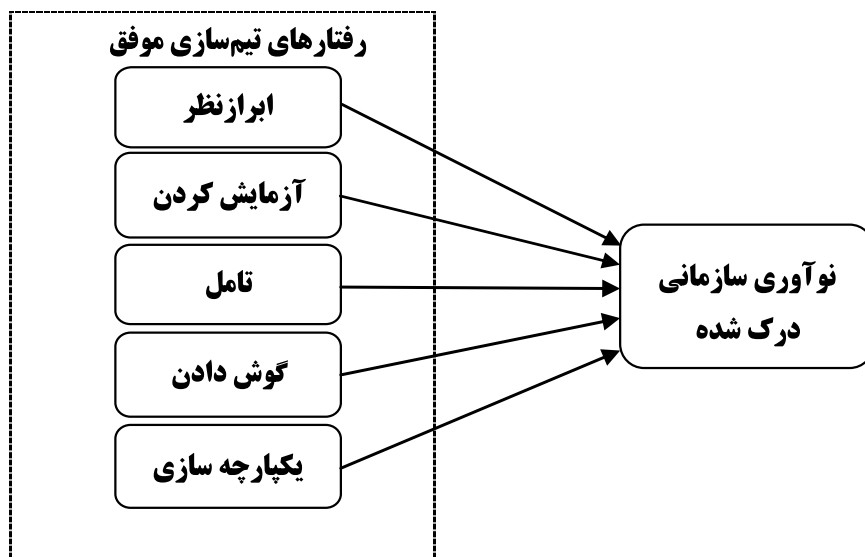 رفتارهای تیم‌سازی موفق
ابرازنظر
آزمایش کردن
تامل
گوش دادن
یکپارچه سازی
نوآوری سازمانی
درک شده